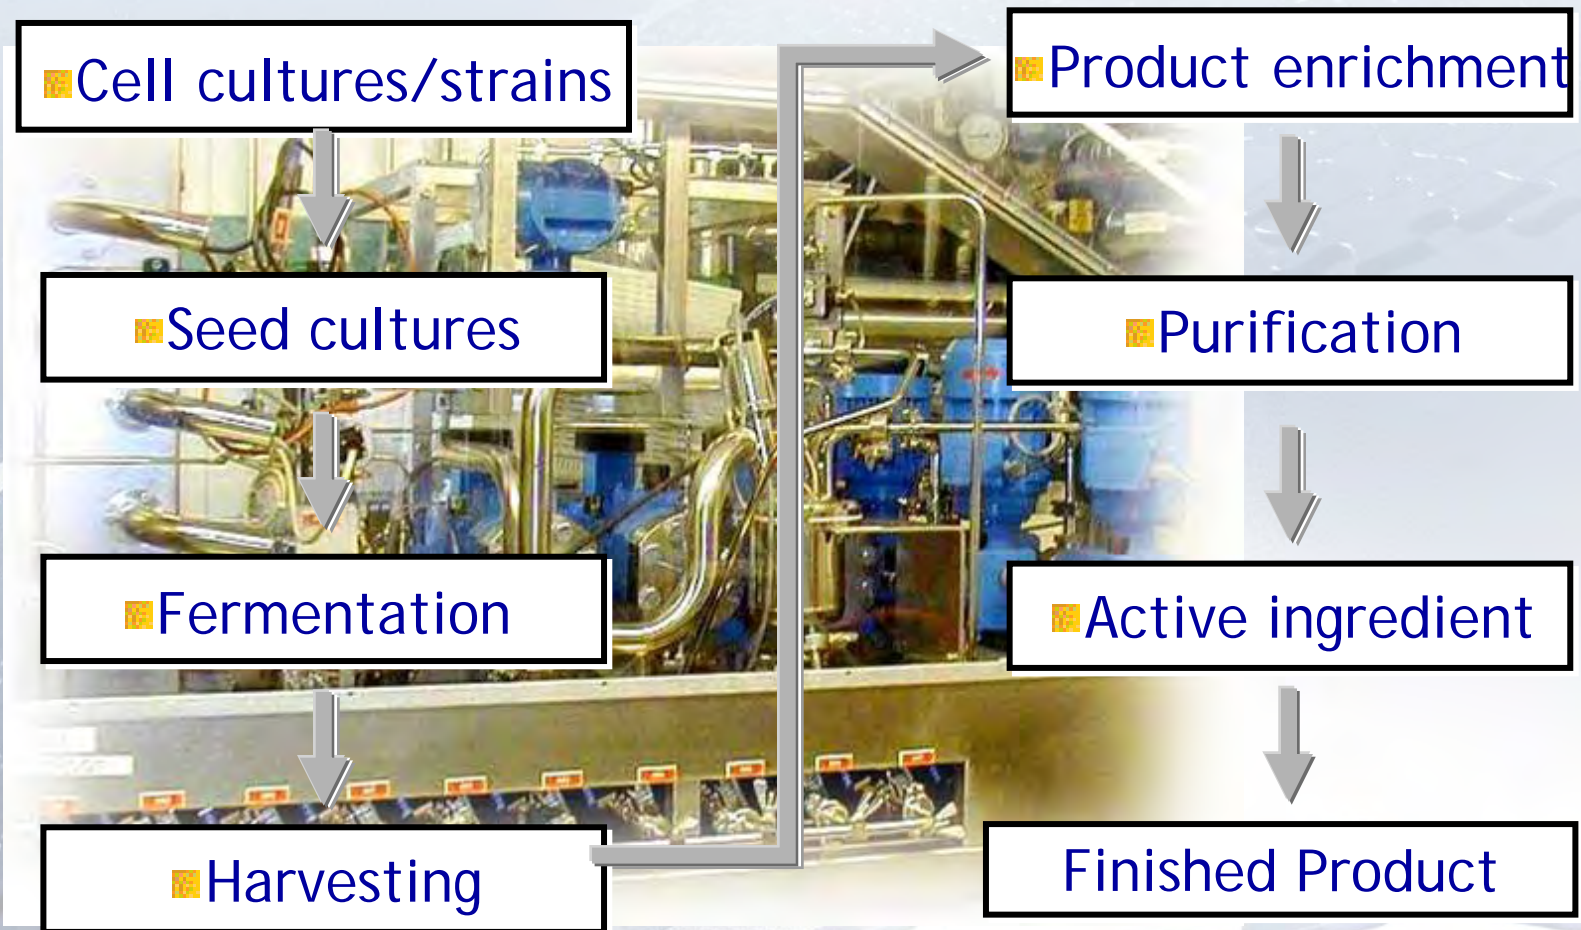 Cell cultures/strains
Seed cultures
Fermentation
Harvesting
Product enrichment
Purification
Active ingredient
Finished Product